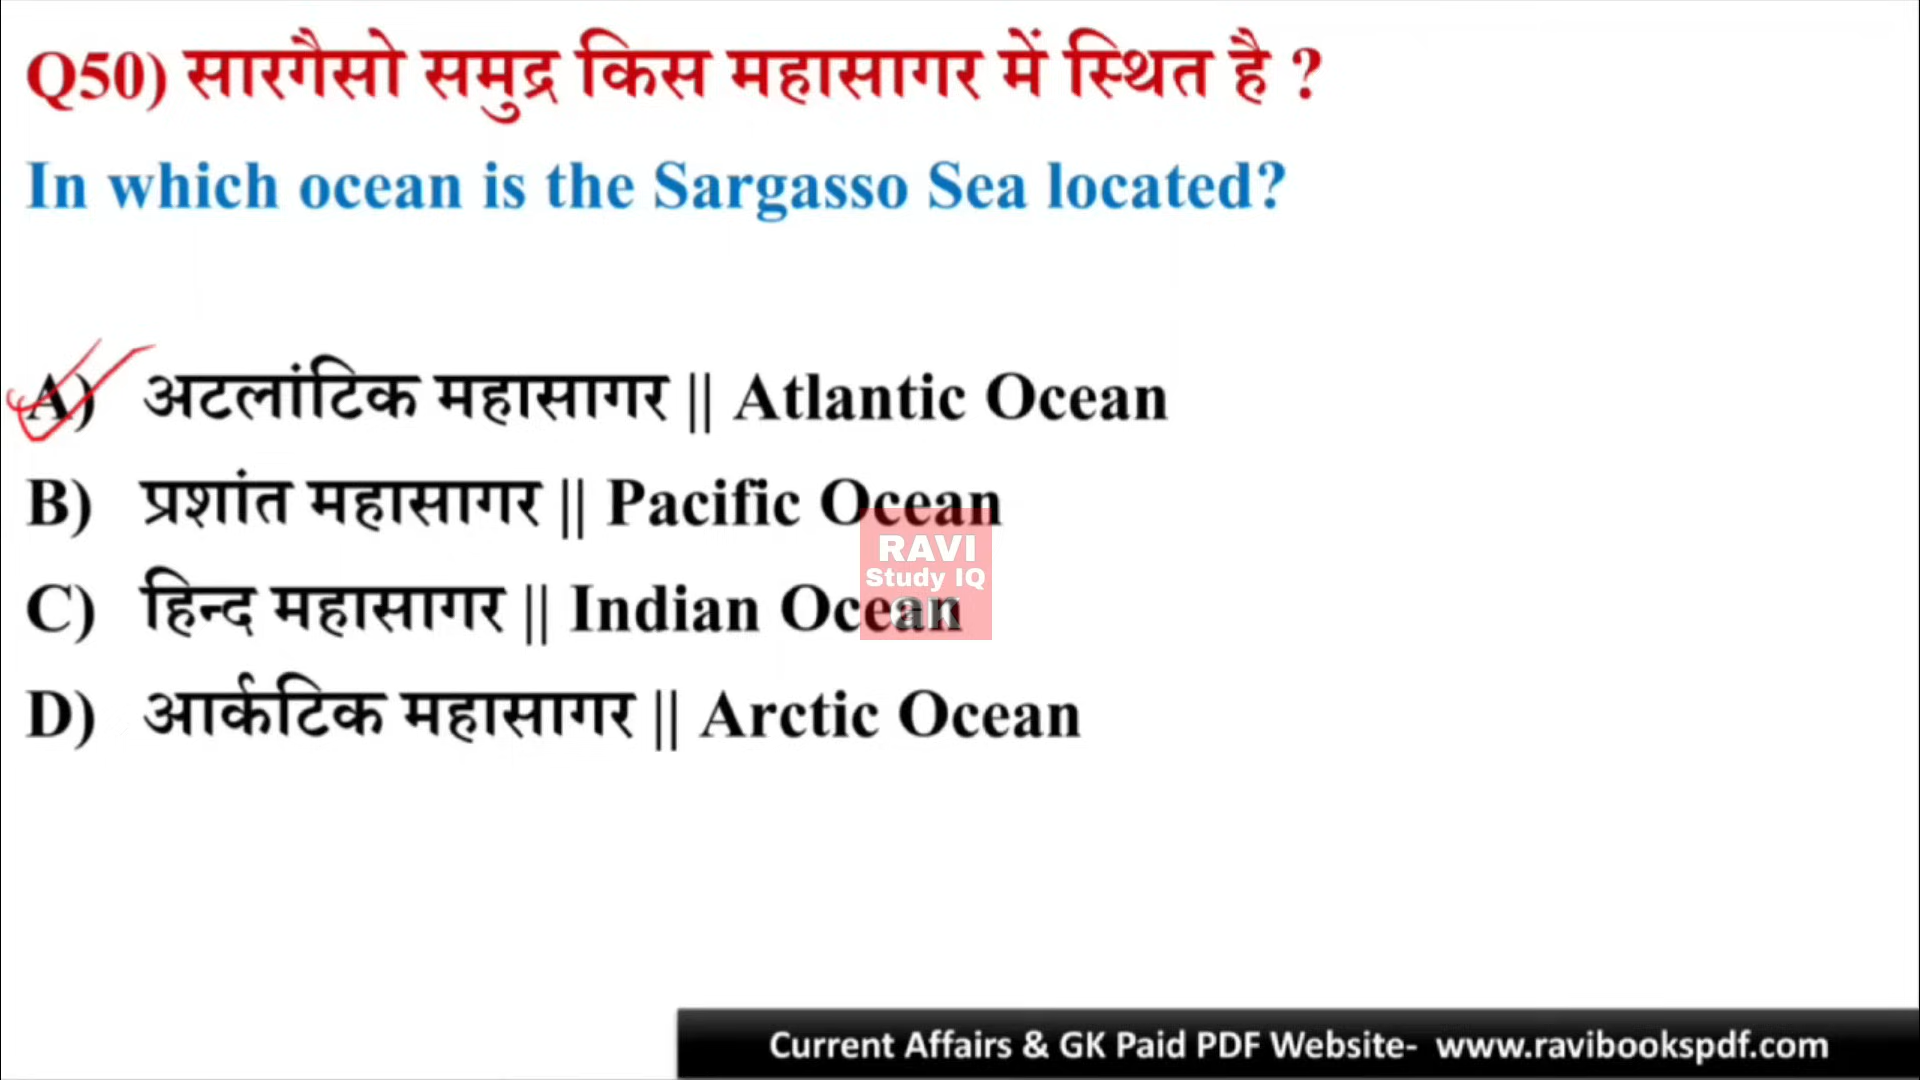 Q50) सारगैसो समुद्र किस महासागर में स्थित है ?
In which ocean is the Sargasso Sea located?
A) अटलांटिक महासागर || Atlantic Ocean
B) प्रशांत महासागर || Pacific Ocean
C) हिन्द महासागर || Indian Ocean
D) आर्कटिक महासागर || Arctic Ocean
RAVI
Study IQ
GK
Current Affairs & GK Paid PDF Website- www.ravibookspdf.com